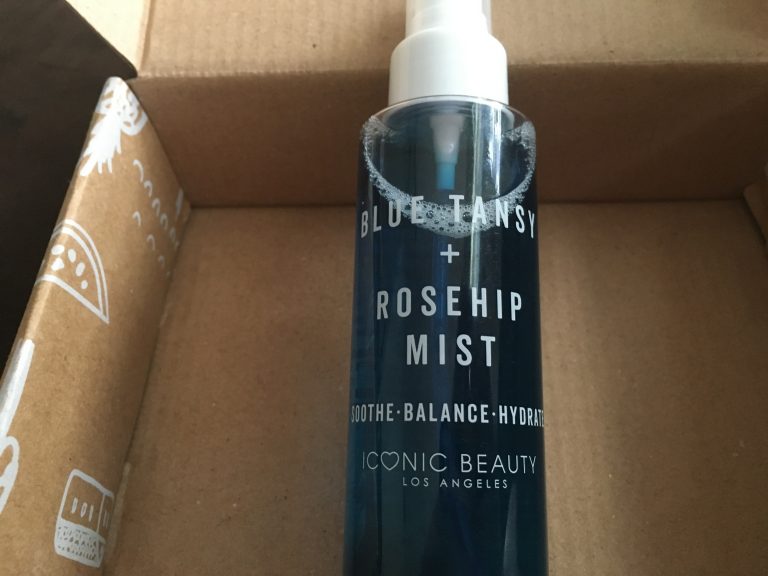 BLUE TANSY
+
ROSEHIP
MIST
SOOTHE·BALANCE·HYDRATE
ICONIC BEAUTY
LOS ANGELES